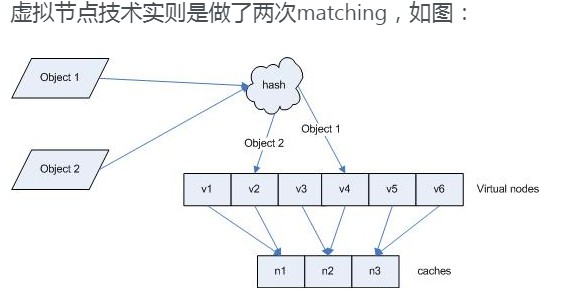 虚拟节点技术实则是做了两次matching，如图：
Object 1
hash
Object 1
Object 2
Object 2
v1 v2 v3 v4 v5 v6 Virtual nodes
n1 n2 n3 caches